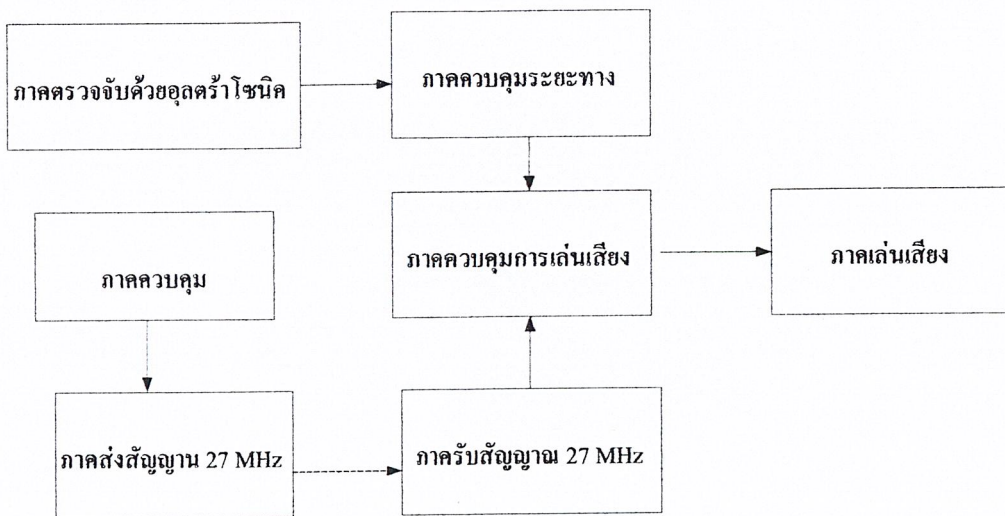 ภาคตรวจจับด้วยอุลตร้าโซนิค
ภาคควบคุมระยะทาง
ภาคควบคุม
ภาคควบคุมการเล่นเสียง
ภาคเล่นเสียง
ภาคส่งสัญญาน 27 MHz
ภาครับสัญญาณ 27 MHz